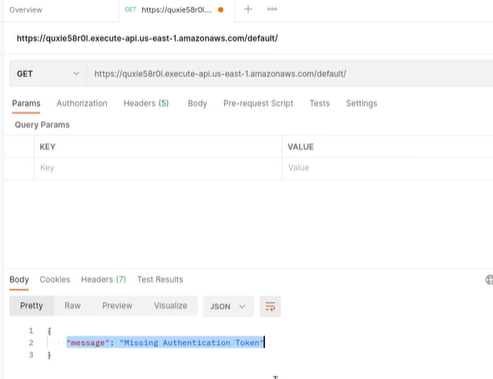 Overview GET https://quxie58r0l.... + •••
https://quxie58r0l.execute-api.us-east-1.amazonaws.com/default/
GET https://quxie58r0l.execute-api.us-east-1.amazonaws.com/default/
Params Authorization Headers (5) Body Pre-request Script Tests Settings
Query Params
KEY VALUE
Key Value
Body Cookies Headers (7) Test Results
Pretty Raw Preview Visualize JSON
1 {
2 "message": "Missing Authentication Token"
3 }